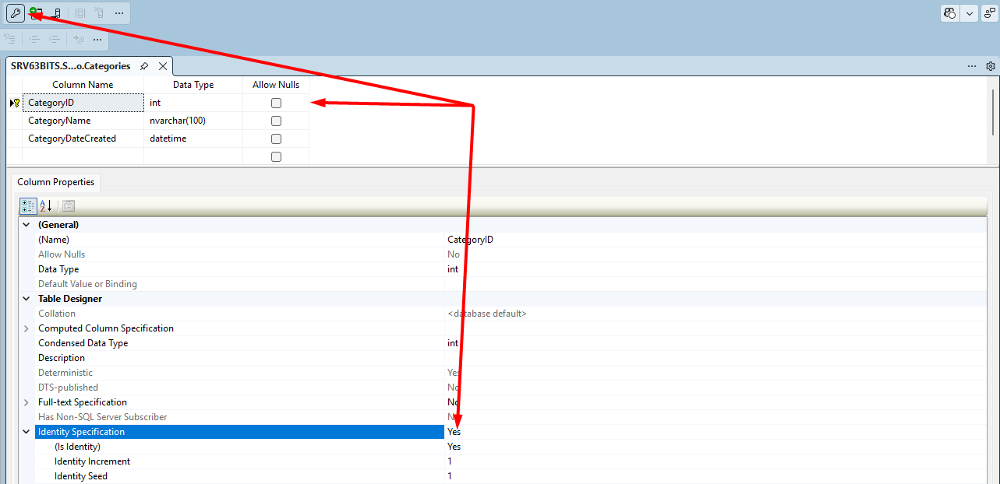 SRV63BITS.S...o.Categories
Column Name Data Type Allow Nulls
CategoryID int
CategoryName nvarchar(100)
CategoryDateCreated datetime
Column Properties
(General)
(Name) CategoryID
Allow Nulls No
Data Type int
Default Value or Binding
Table Designer
Collation <database default>
Computed Column Specification
Condensed Data Type int
Description
Deterministic Yes
DTS-published No
Full-text Specification No
Has Non-SQL Server Subscriber
Identity Specification Yes
(Is Identity) Yes
Identity Increment 1
Identity Seed 1